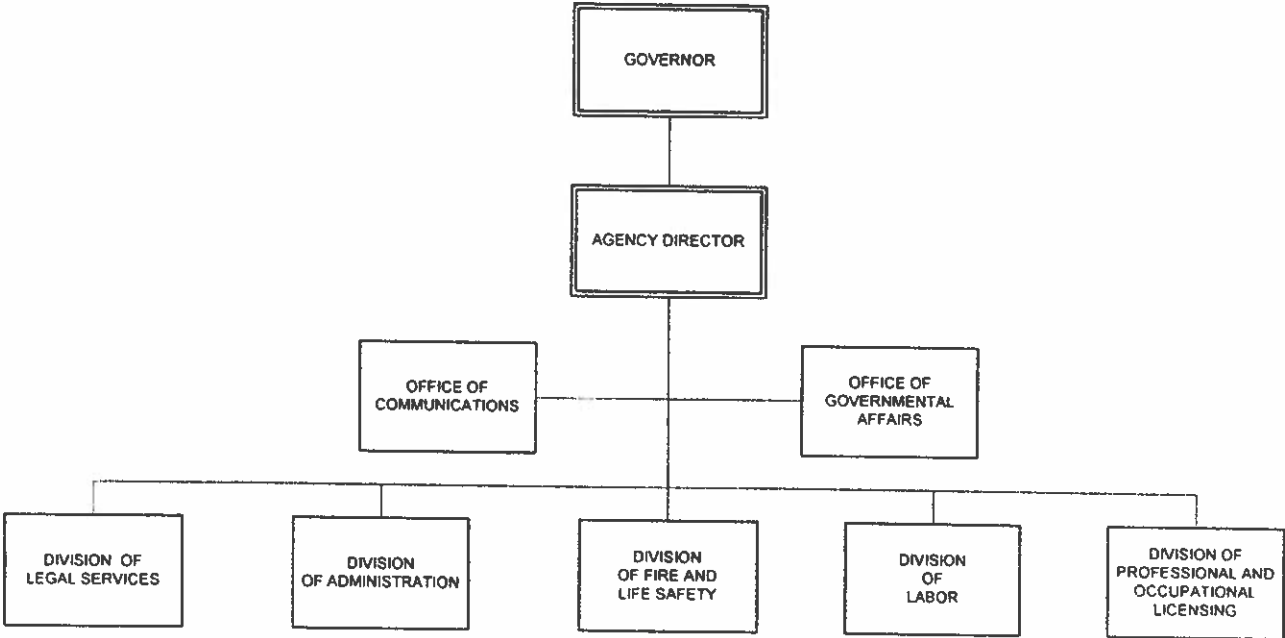 GOVERNOR
AGENCY DIRECTOR
OFFICE OF
COMMUNICATIONS
OFFICE OF
GOVERNMENTAL
AFFAIRS
DIVISION OF
LEGAL SERVICES
DIVISION
OF ADMINISTRATION
DIVISION
OF FIRE AND
LIFE SAFETY
DIVISION
OF
LABOR
DIVISION OF
PROFESSIONAL AND
OCCUPATIONAL
LICENSING